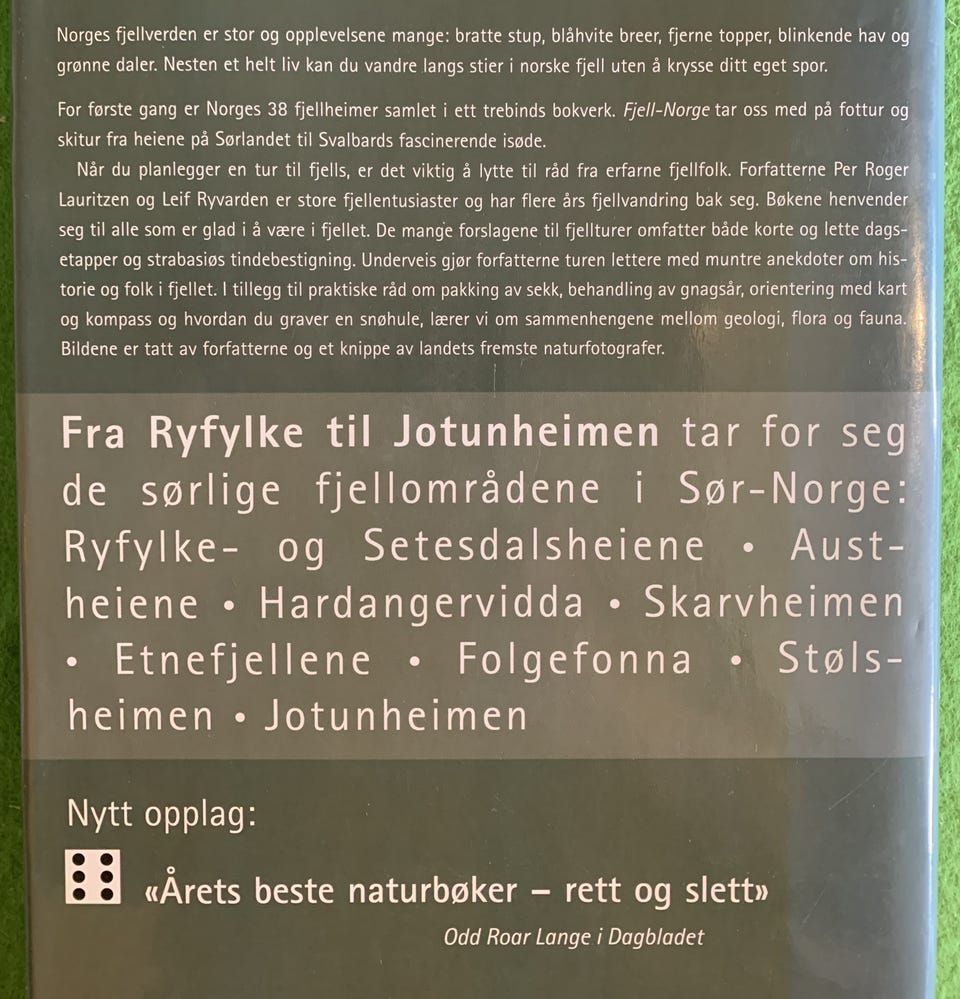 Norges fjellverden er stor og opplevelsene mange: bratte stup, blåhvite breer, fjerne topper, blinkende hav og
grønne daler. Nesten et helt liv kan du vandre langs stier i norske fjell uten å krysse ditt eget spor.
For første gang er Norges 38 fjellheimer samlet i ett trebinds bokverk. Fjell-Norge tar oss med på fottur og
skitur fra heiene på Sørlandet til Svalbards fascinerende isøde.
Når du planlegger en tur til fjells, er det viktig å lytte til råd fra erfarne fjellfolk. Forfatterne Per Roger
Lauritzen og Leif Ryvarden er store fjellentusiaster og har flere års fjellvandring bak seg. Bøkene henvender
seg til alle som er glad i å være i fjellet. De mange forslagene til fjellturer omfatter både korte og lette dags-
etapper og strabasiøs tindebestigning. Underveis gjør forfatterne turen lettere med muntre anekdoter om his-
torie og folk i fjellet. I tillegg til praktiske råd om pakking av sekk, behandling av gnagsår, orientering med kart
og kompass og hvordan du graver en snøhule, lærer vi om sammenhengene mellom geologi, flora og fauna.
Bildene er tatt av forfatterne og et knippe av landets fremste naturfotografer.
Fra Ryfylke til Jotunheimen tar for seg
de sørlige fjellområdene i Sør-Norge:
Ryfylke- og Setesdalsheiene • Aust-
heiene • Hardangervidda • Skarvheimen
• Etnefjellene • Folgefonna • Støls-
heimen • Jotunheimen
Nytt opplag:
«Årets beste naturbøker – rett og slett»
Odd Roar Lange i Dagbladet